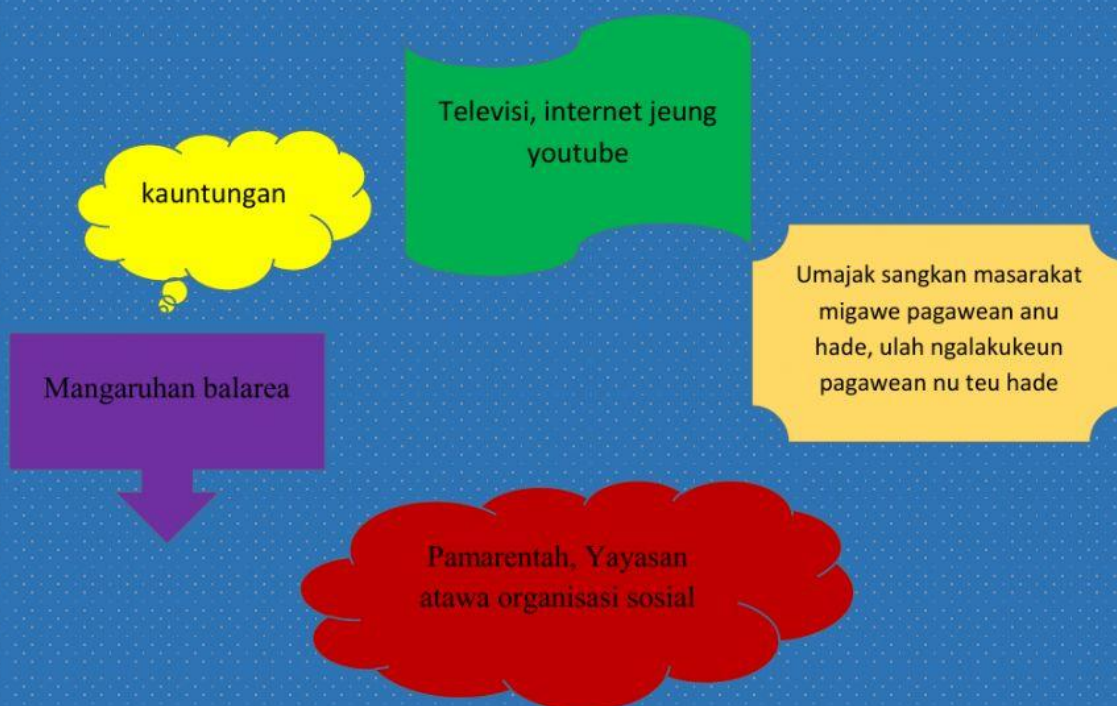 Televisi, internet jeung
youtube
kauntungan
Umajak sangkan masarakat
migawe pagawean anu
hade, ulah ngalakukeun
pagawean nu teu hade
Mangaruhan balarea
Pamarentah, Yayasan
atawa organisasi sosial